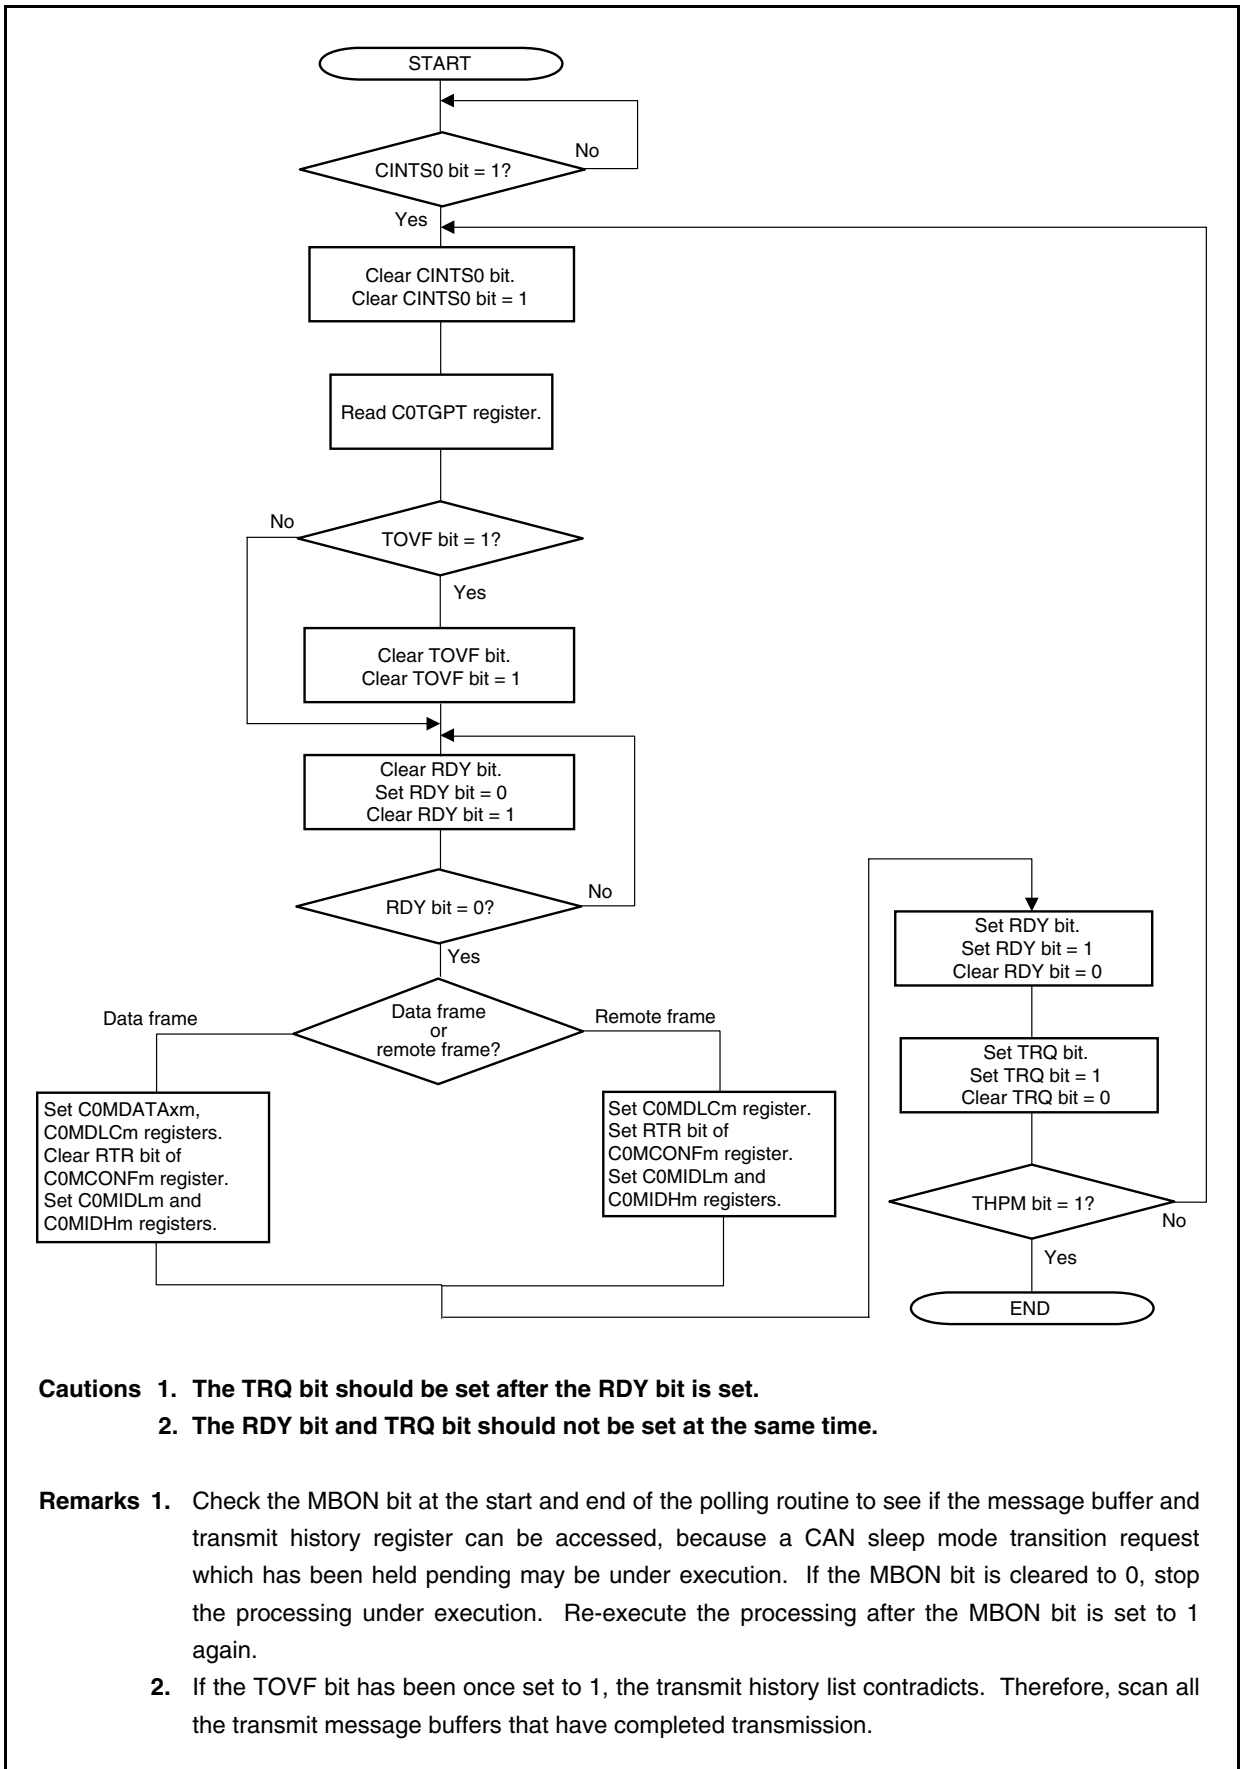 START
No
CINTS0 bit = 1?
Yes
Clear CINTS0 bit.
Clear CINTS0 bit = 1
Read C0TGPT register.
No
TOVF bit = 1?
Yes
Clear TOVF bit.
Clear TOVF bit = 1
Clear RDY bit.
Set RDY bit = 0
Clear RDY bit = 1
No
RDY bit = 0?
Yes
Data frame
Data frame
or
remote frame?
Remote frame
Set C0MDATAxm,
C0MDLCm registers.
Clear RTR bit of
C0MCONFm register.
Set C0MIDLm and
C0MIDHm registers.
Set C0MDLCm register.
Set RTR bit of
C0MCONFm register.
Set C0MIDLm and
C0MIDHm registers.
Set RDY bit.
Set RDY bit = 1
Clear RDY bit = 0
Set TRQ bit.
Set TRQ bit = 1
Clear TRQ bit = 0
THPM bit = 1?
No
Yes
END
Cautions 1. The TRQ bit should be set after the RDY bit is set.
2. The RDY bit and TRQ bit should not be set at the same time.
Remarks 1. Check the MBON bit at the start and end of the polling routine to see if the message buffer and
transmit history register can be accessed, because a CAN sleep mode transition request
which has been held pending may be under execution. If the MBON bit is cleared to 0, stop
the processing under execution. Re-execute the processing after the MBON bit is set to 1
again.
2. If the TOVF bit has been once set to 1, the transmit history list contradicts. Therefore, scan all
the transmit message buffers that have completed transmission.